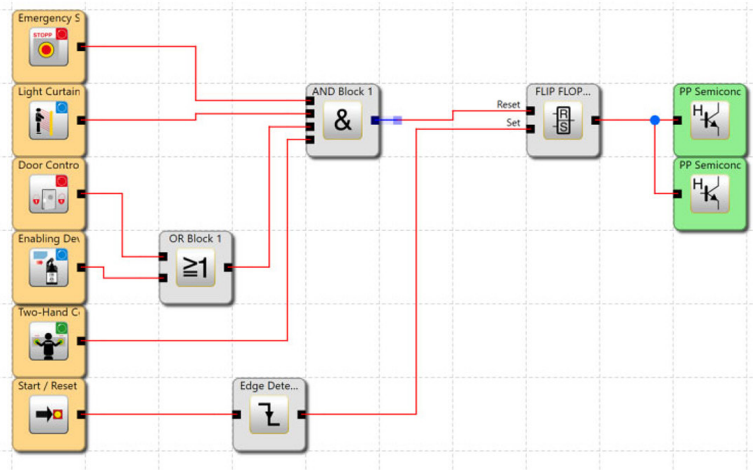 Emergency S
STOPP
Light Curtain
AND Block 1
&
FLIP FLOP...
Reset
Set
R
S
PP Semiconc
H
PP Semiconc
H
Door Contro
Enabling Dev
OR Block 1
≧1
Two-Hand C
Start / Reset
Edge Dete...